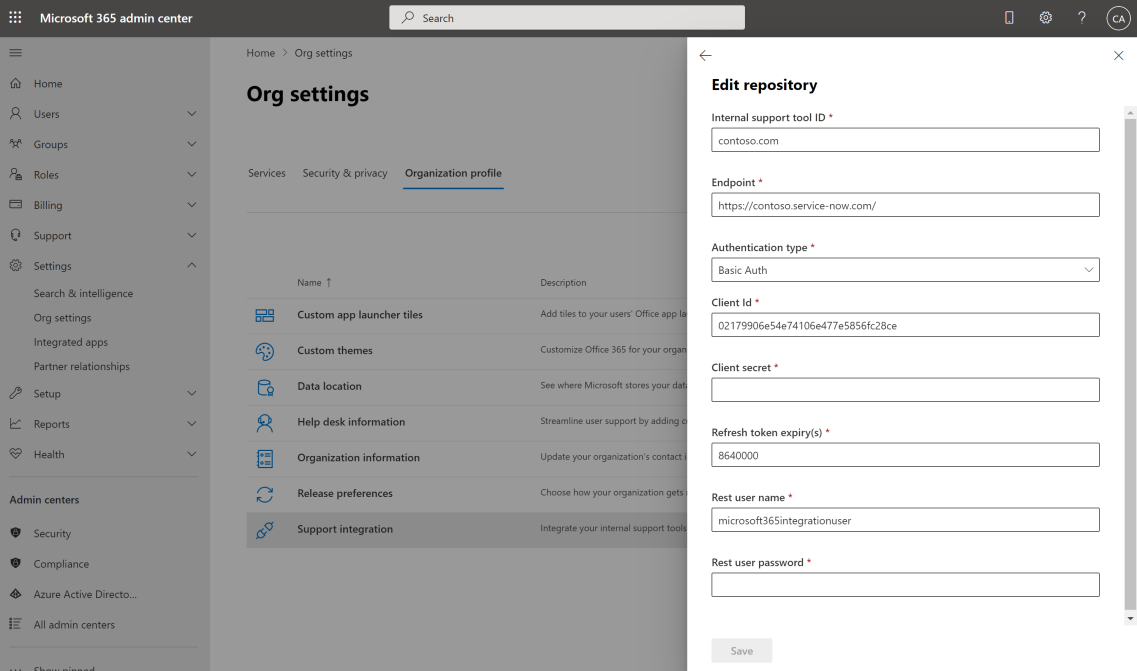 Microsoft 365 admin center
Search
CA
Home
Users
Groups
Roles
Billing
Support
Settings
Search & intelligence
Org settings
Integrated apps
Partner relationships
Setup
Reports
Health
Admin centers
Security
Compliance
Azure Active Directo...
All admin centers
Show pinned
Home > Org settings
Org settings
Services Security & privacy Organization profile
Name ↑ Description
Custom app launcher tiles Add tiles to your users' Office app la
Custom themes Customize Office 365 for your organ
Data location See where Microsoft stores your data
Help desk information Streamline user support by adding c
Organization information Update your organization's contact i
Release preferences Choose how your organization gets
Support integration Integrate your internal support tools
Edit repository
Internal support tool ID *
contoso.com
Endpoint *
https://contoso.service-now.com/
Authentication type *
Basic Auth
Client Id *
02179906e54e74106e477e5856fc28ce
Client secret *
Refresh token expiry(s) *
8640000
Rest user name *
microsoft365integrationuser
Rest user password *
Save